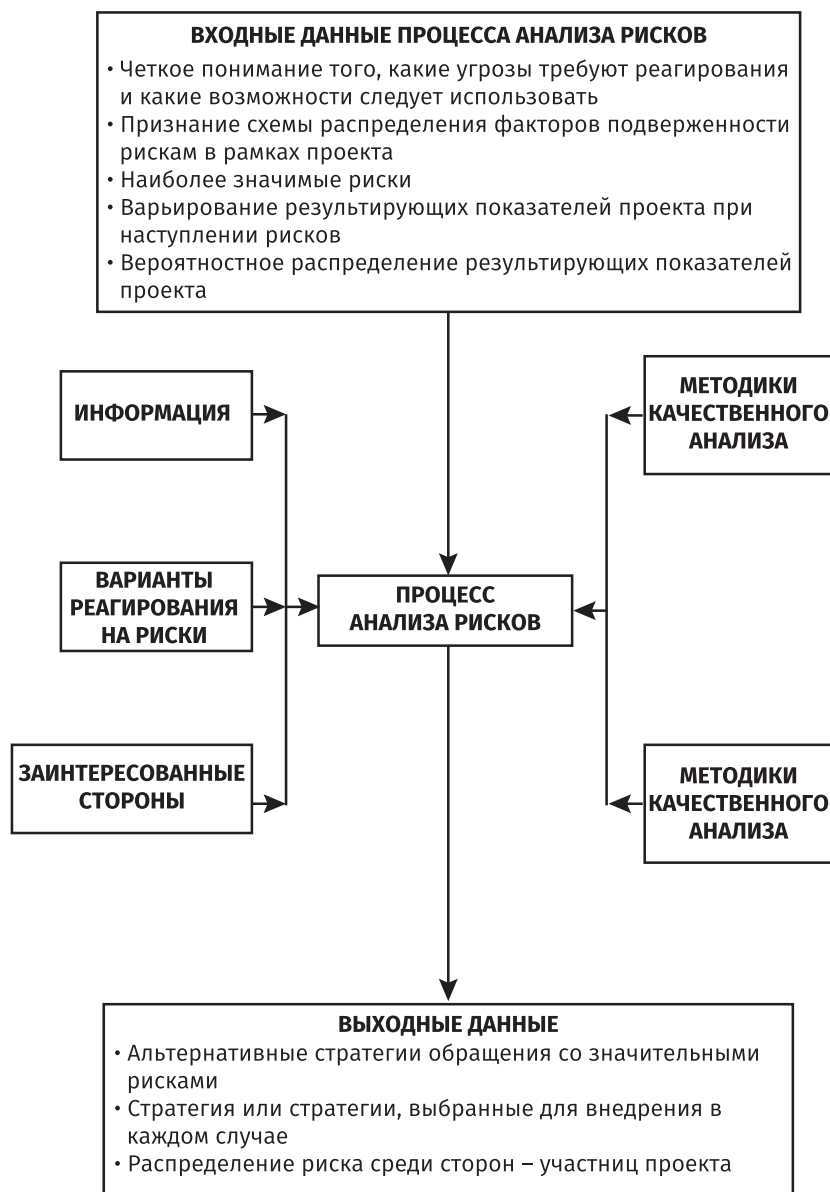 ВХОДНЫЕ ДАННЫЕ ПРОЦЕССА АНАЛИЗА РИСКОВ
• Четкое понимание того, какие угрозы требуют реагирования
и какие возможности следует использовать
• Признание схемы распределения факторов подверженности
рискам в рамках проекта
• Наиболее значимые риски
• Варьирование результирующих показателей проекта при
наступлении рисков
• Вероятностное распределение результирующих показателей
проекта
ИНФОРМАЦИЯ
МЕТОДИКИ
КАЧЕСТВЕННОГО
АНАЛИЗА
ВАРИАНТЫ
РЕАГИРОВАНИЯ
НА РИСКИ
ПРОЦЕСС
АНАЛИЗА РИСКОВ
ЗАИНТЕРЕСОВАННЫЕ
СТОРОНЫ
МЕТОДИКИ
КАЧЕСТВЕННОГО
АНАЛИЗА
ВЫХОДНЫЕ ДАННЫЕ
• Альтернативные стратегии обращения со значительными
рисками
• Стратегия или стратегии, выбранные для внедрения в
каждом случае
• Распределение риска среди сторон – участниц проекта